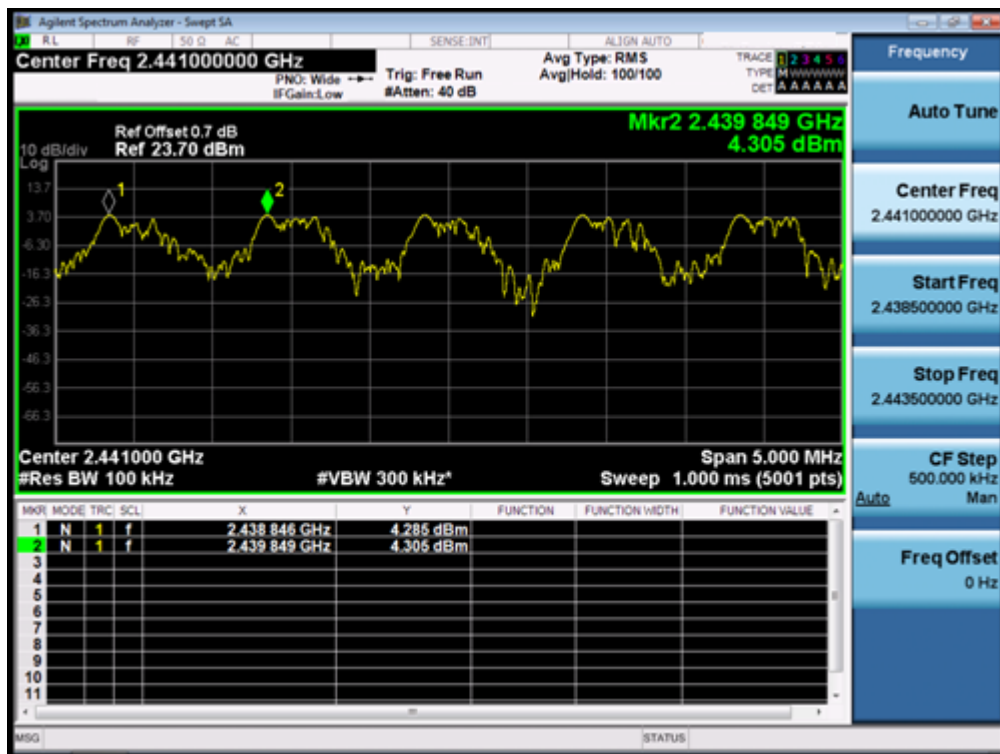 Agilent Spectrum Analyzer - Swept SA
RL RF 50 Ω AC SENSE:INT ALIGN AUTO
Center Freq 2.441000000 GHz
PNO: Wide
IFGain:Low
Trig: Free Run
#Atten: 40 dB
Avg Type: RMS
Avg|Hold: 100/100
TRACE 1 2 3 4 5 6
TYPE M WWWWW
DET A A A A A A
Frequency
Auto Tune
Center Freq
2.441000000 GHz
Start Freq
2.438500000 GHz
Stop Freq
2.443500000 GHz
CF Step
500.000 kHz
Auto Man
Freq Offset
0 Hz
Mkr2 2.439 849 GHz
4.305 dBm
Ref Offset 0.7 dB
10 dB/div Ref 23.70 dBm
Log
13.7
3.70
-6.30
-16.3
-26.3
-36.3
-46.3
-56.3
-66.3
1
2
Center 2.441000 GHz Span 5.000 MHz
#Res BW 100 kHz #VBW 300 kHz* Sweep 1.000 ms (5001 pts)
MKR MODE TRC SCL X Y FUNCTION FUNCTION WIDTH FUNCTION VALUE
1 N 1 f 2.438 846 GHz 4.285 dBm
2 N 1 f 2.439 849 GHz 4.305 dBm
3
4
5
6
7
8
9
10
11
MSG STATUS